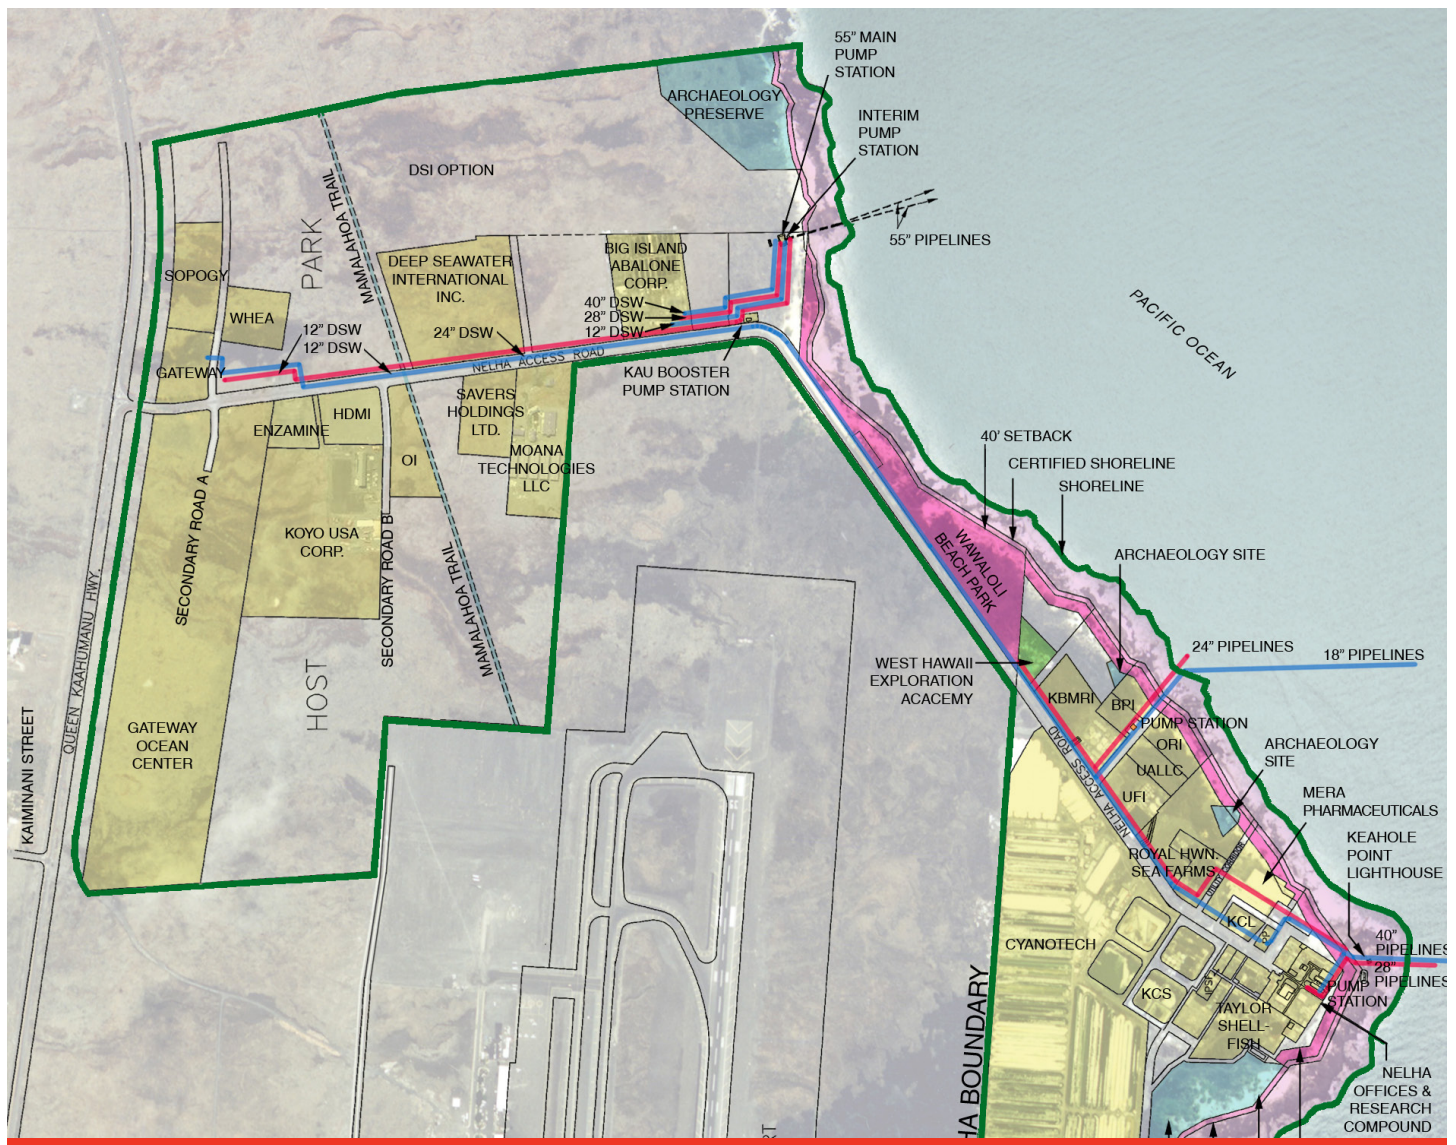 55” MAIN
PUMP
STATION
INTERIM
PUMP
STATION
ARCHAEOLOGY
PRESERVE
DSI OPTION
MAMALAHOA TRAIL
PARK
55” PIPELINES
PACIFIC OCEAN
SOPOGY
WHEA
GATEWAY
DEEP SEAWATER
INTERNATIONAL
INC.
BIG ISLAND
ABALONE
CORP.
40” DSW
28” DSW
12” DSW
12” DSW
12” DSW
24” DSW
NELHA ACCESS ROAD
KAU BOOSTER
PUMP STATION
SAVERS
HOLDINGS
LTD.
HDMI
ENZAMINE
OI
MOANA
TECHNOLOGIES
LLC
KOYO USA
CORP.
SECONDARY ROAD A
SECONDARY ROAD B
MAMALAHOA TRAIL
QUEEN KAAHUMANU HWY.
KAIMINANI STREET
HOST
GATEWAY
OCEAN
CENTER
40’ SETBACK
CERTIFIED SHORELINE
SHORELINE
WAWALOLI
BEACH PARK
ARCHAEOLOGY SITE
24” PIPELINES
18” PIPELINES
WEST HAWAII
EXPLORATION
ACACEMY
KBMRI
BPI
PUMP STATION
ORI
UALLC
UFI
NELHA ACCESS ROAD
ARCHAEOLOGY
SITE
MERA
PHARMACEUTICALS
KEAHOLE
POINT
LIGHTHOUSE
ROYAL HWN.
SEA FARMS
UTILITY CORRIDOR
KCL
CYANOTECH
KCS
TAYLOR
SHELL-
FISH
40”
PIPELINES
28”
PIPELINES
PUMP
STATION
NELHA
OFFICES &
RESEARCH
COMPOUND
HA BOUNDARY
RT